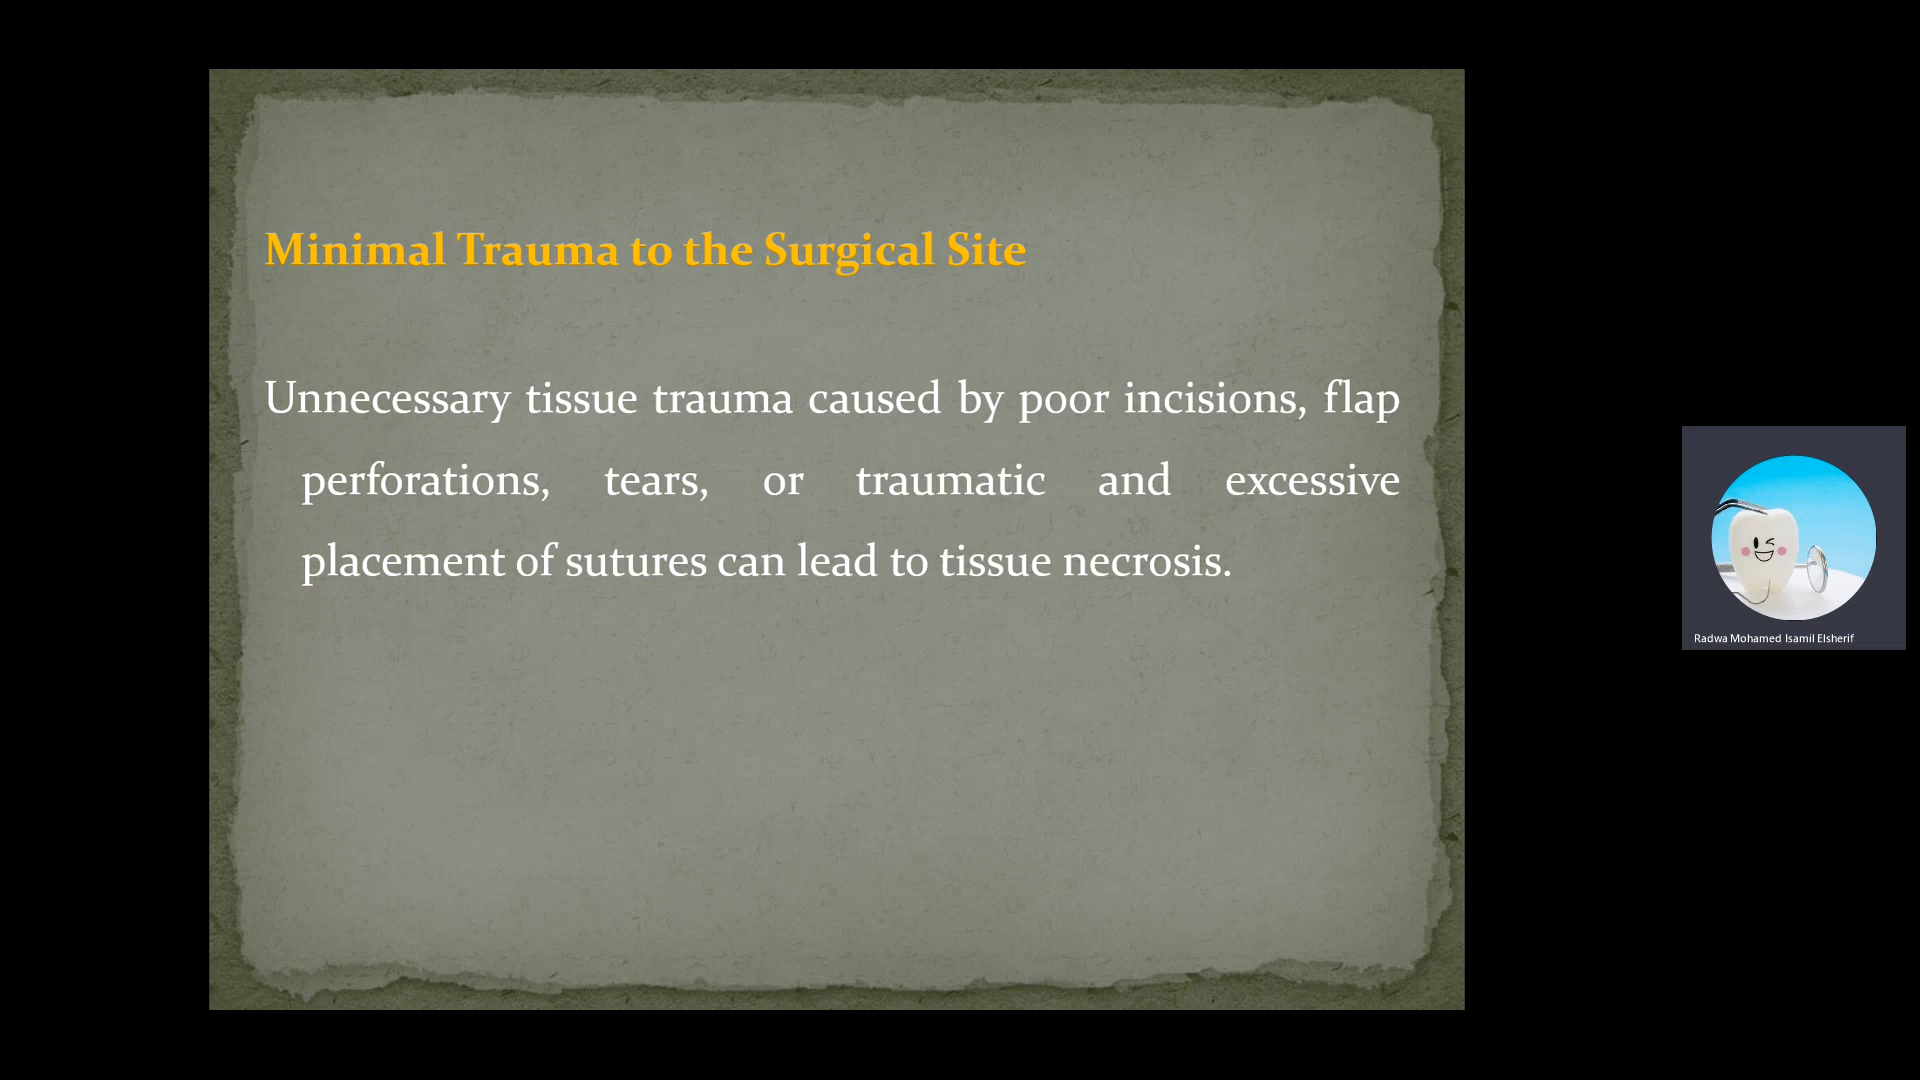 Minimal Trauma to the Surgical Site
Unnecessary tissue trauma caused by poor incisions, flap
perforations, tears, or traumatic and excessive
placement of sutures can lead to tissue necrosis.
Radwa Mohamed Isamil Elsherif